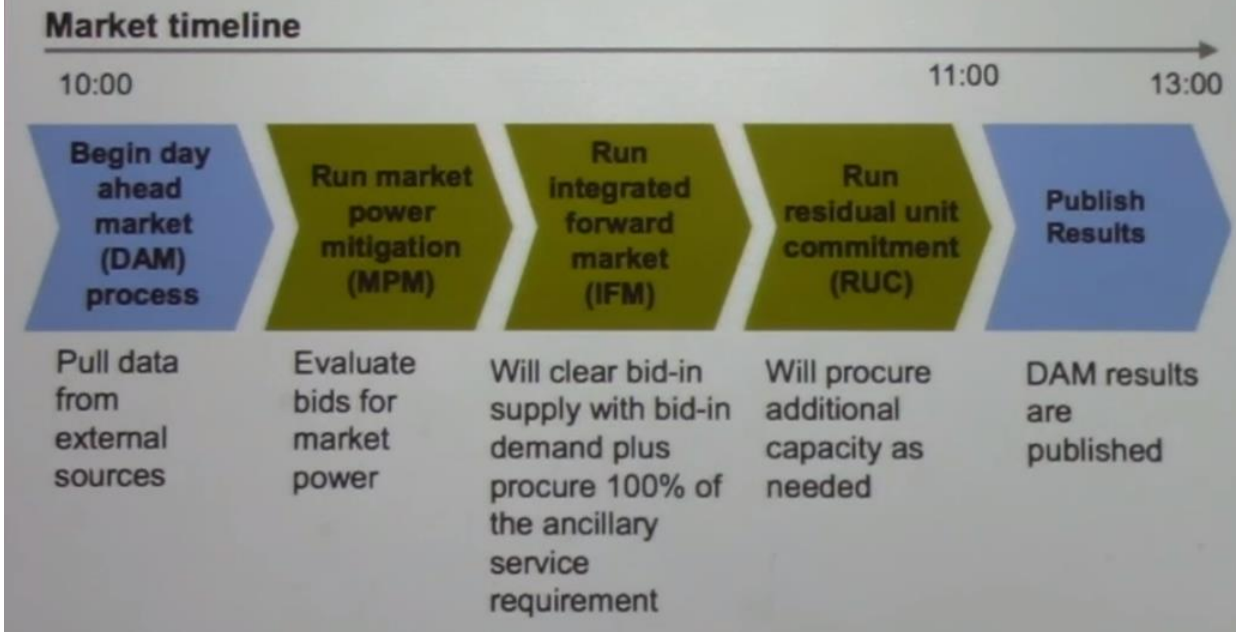 Market timeline
10:00
11:00
13:00
Begin day
ahead
market
(DAM)
process
Run market
power
mitigation
(MPM)
Run
integrated
forward
market
(IFM)
Run
residual unit
commitment
(RUC)
Publish
Results
Pull data
from
external
sources
Evaluate
bids for
market
power
Will clear bid-in
supply with bid-in
demand plus
procure 100% of
the ancillary
service
requirement
Will procure
additional
capacity as
needed
DAM results
are
published